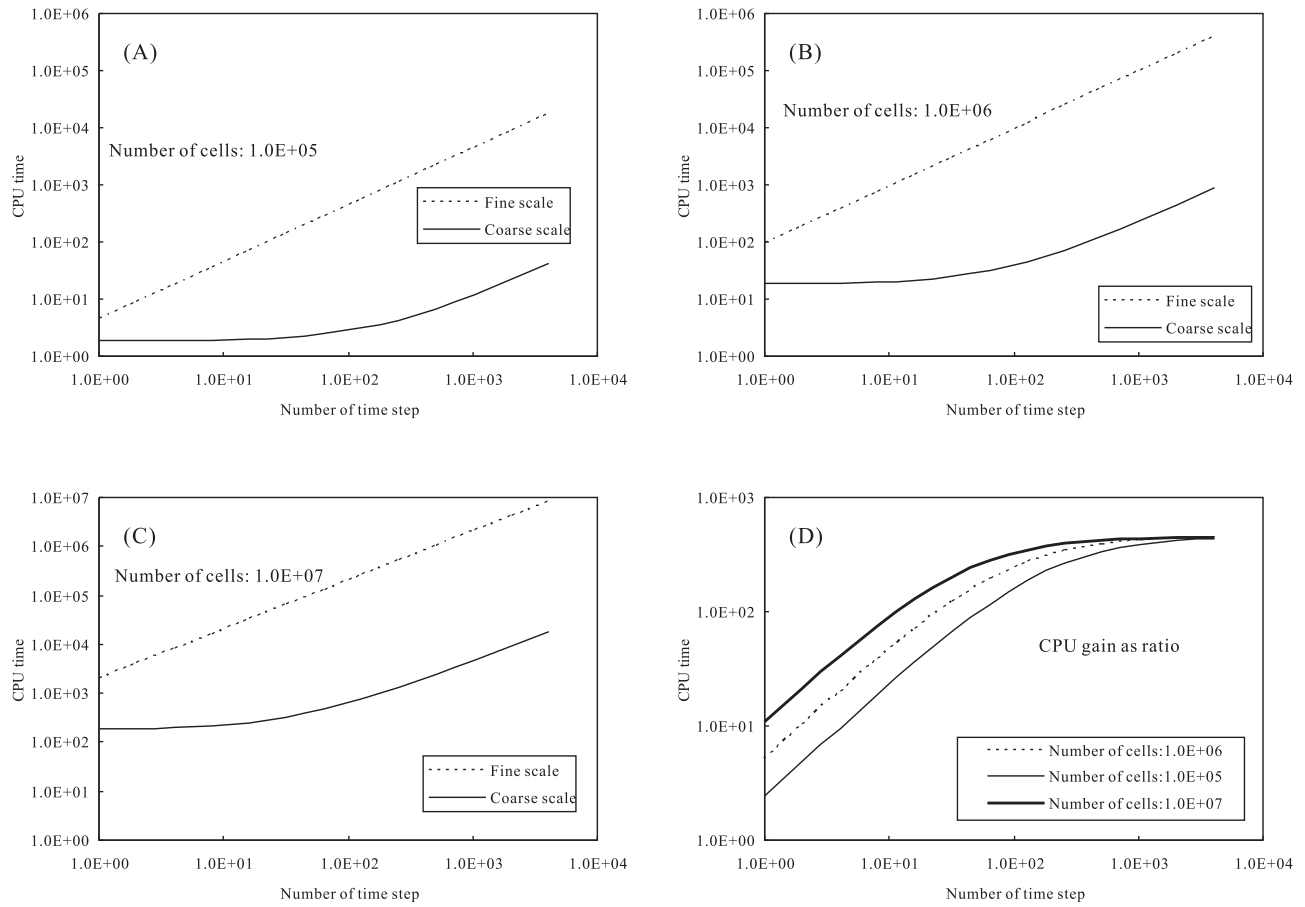 1.0E+06
(A)
1.0E+05
1.0E+04
Number of cells: 1.0E+05
1.0E+03
Fine scale
Coarse scale
1.0E+02
1.0E+01
1.0E+00
CPU time
1.0E+00 1.0E+01 1.0E+02 1.0E+03 1.0E+04
Number of time step
1.0E+06
(B)
1.0E+05
Number of cells: 1.0E+06
1.0E+04
1.0E+03
1.0E+02
1.0E+01
Fine scale
Coarse scale
1.0E+00
CPU time
1.0E+00 1.0E+01 1.0E+02 1.0E+03 1.0E+04
Number of time step
1.0E+07
(C)
1.0E+06
Number of cells: 1.0E+07
1.0E+05
1.0E+04
1.0E+03
1.0E+02
Fine scale
1.0E+01
Coarse scale
1.0E+00
CPU time
1.0E+00 1.0E+01 1.0E+02 1.0E+03 1.0E+04
Number of time step
1.0E+03
(D)
1.0E+02
CPU gain as ratio
1.0E+01
Number of cells:1.0E+06
Number of cells:1.0E+05
Number of cells:1.0E+07
1.0E+00
CPU time
1.0E+00 1.0E+01 1.0E+02 1.0E+03 1.0E+04
Number of time step